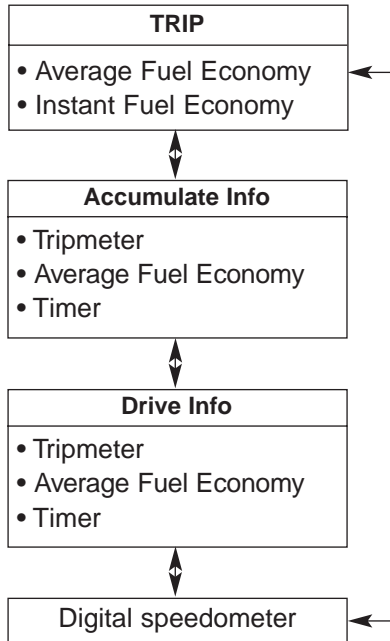 TRIP
• Average Fuel Economy
• Instant Fuel Economy
Accumulate Info
• Tripmeter
• Average Fuel Economy
• Timer
Drive Info
• Tripmeter
• Average Fuel Economy
• Timer
Digital speedometer